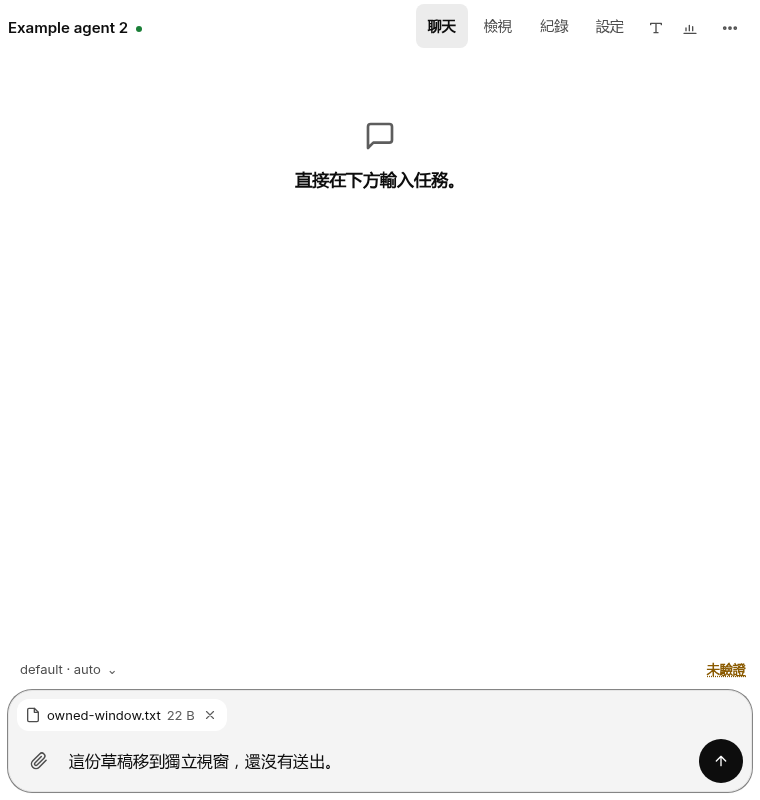 Example agent 2
聊天
檢視
紀錄
設定
直接在下方輸入任務。
default · auto
未驗證
owned-window.txt 22 B
這份草稿移到獨立視窗，還沒有送出。